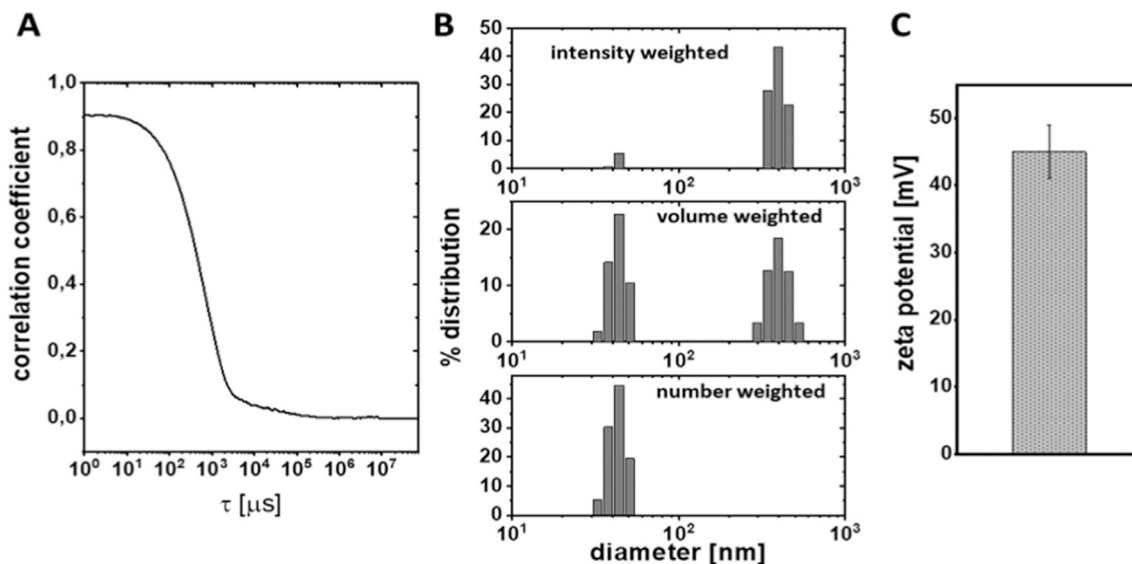 A
correlation coefficient
1,0
0,8
0,6
0,4
0,2
0,0
10⁰ 10¹ 10² 10³ 10⁴ 10⁵ 10⁶ 10⁷
τ [μs]
B
% distribution
intensity weighted
50
40
30
20
10
0
10¹ 10² 10³
volume weighted
20
10
0
10¹ 10² 10³
number weighted
40
30
20
10
0
10¹ 10² 10³
diameter [nm]
C
zeta potential [mV]
50
40
30
20
10
0